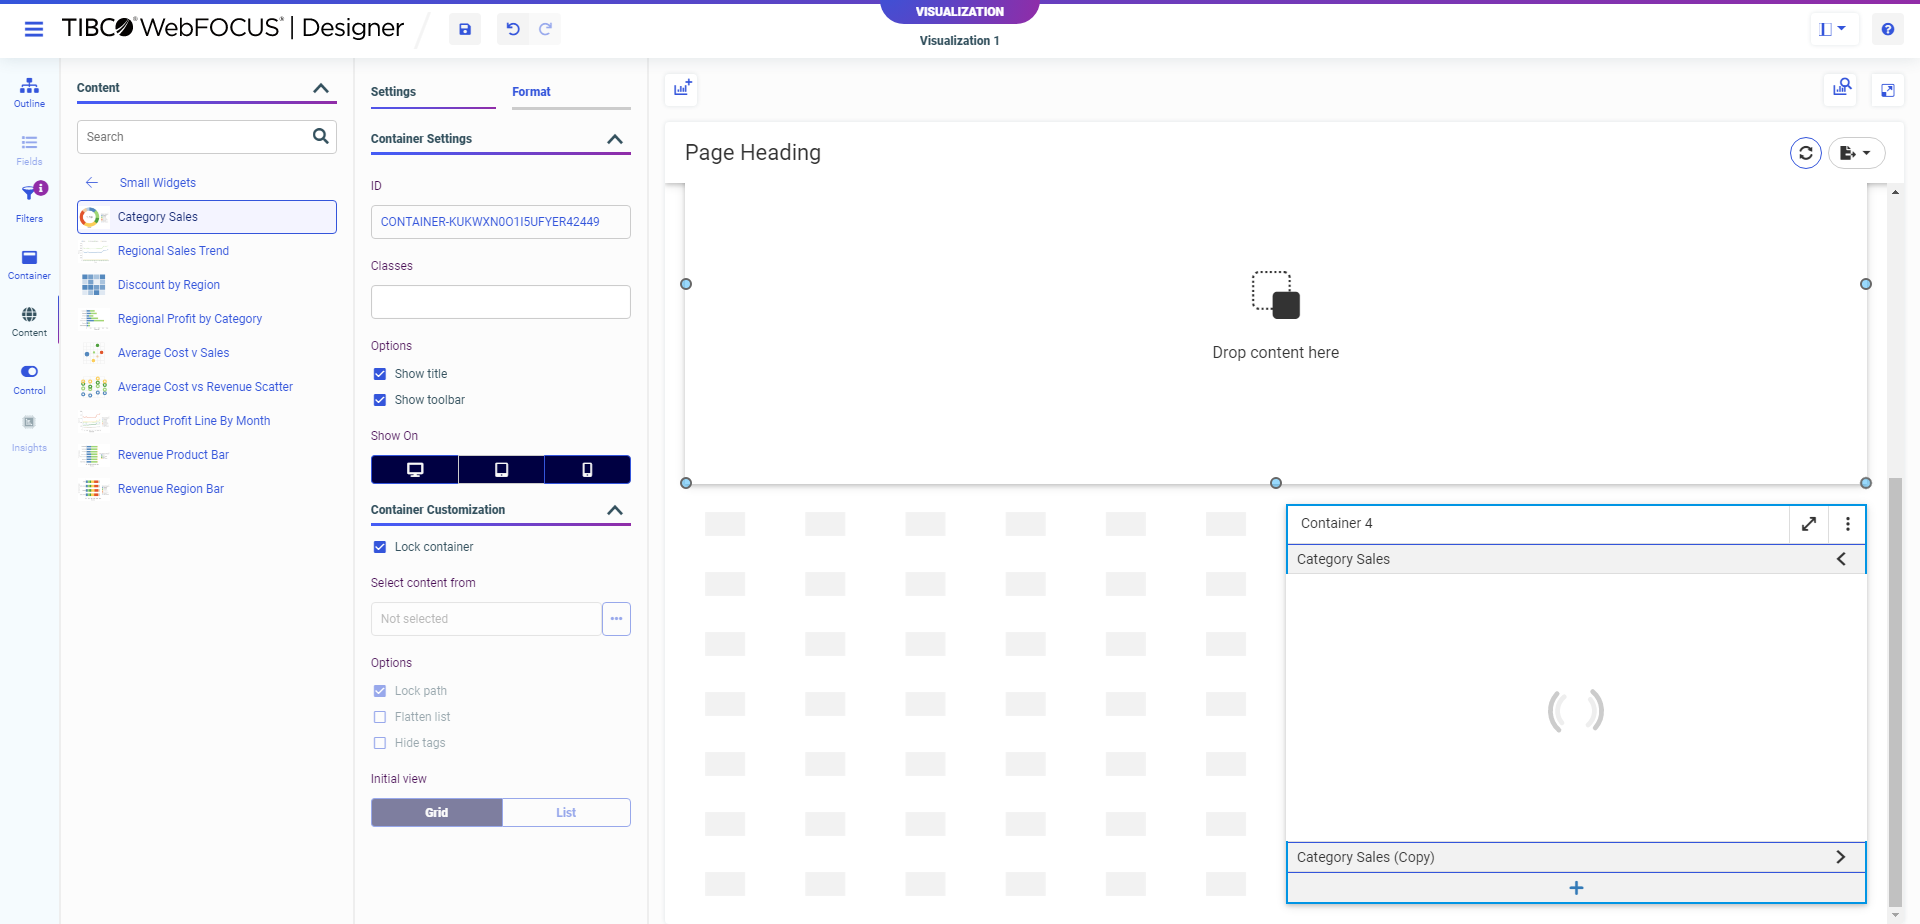 TIBCO® WebFOCUS® | Designer
VISUALIZATION
Visualization 1
Outline
Fields
Filters
Container
Content
Control
Insights
Content
Search
Small Widgets
Category Sales
Regional Sales Trend
Discount by Region
Regional Profit by Category
Average Cost v Sales
Average Cost vs Revenue Scatter
Product Profit Line By Month
Revenue Product Bar
Revenue Region Bar
Settings
Format
Container Settings
ID
CONTAINER-KUKWXN0O1I5UFYER42449
Classes
Options
Show title
Show toolbar
Show On
Container Customization
Lock container
Select content from
Not selected
Options
Lock path
Flatten list
Hide tags
Initial view
Grid
List
Page Heading
Drop content here
Container 4
Category Sales
Category Sales (Copy)